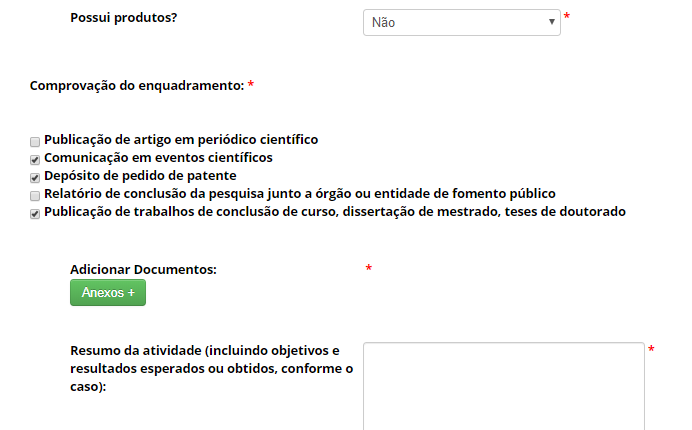 Possui produtos?
Não
*
Comprovação do enquadramento: *
Publicação de artigo em periódico científico
Comunicação em eventos científicos
Depósito de pedido de patente
Relatório de conclusão da pesquisa junto a órgão ou entidade de fomento público
Publicação de trabalhos de conclusão de curso, dissertação de mestrado, teses de doutorado
Adicionar Documentos: *
Anexos +
Resumo da atividade (incluindo objetivos e
resultados esperados ou obtidos, conforme o
caso):
*